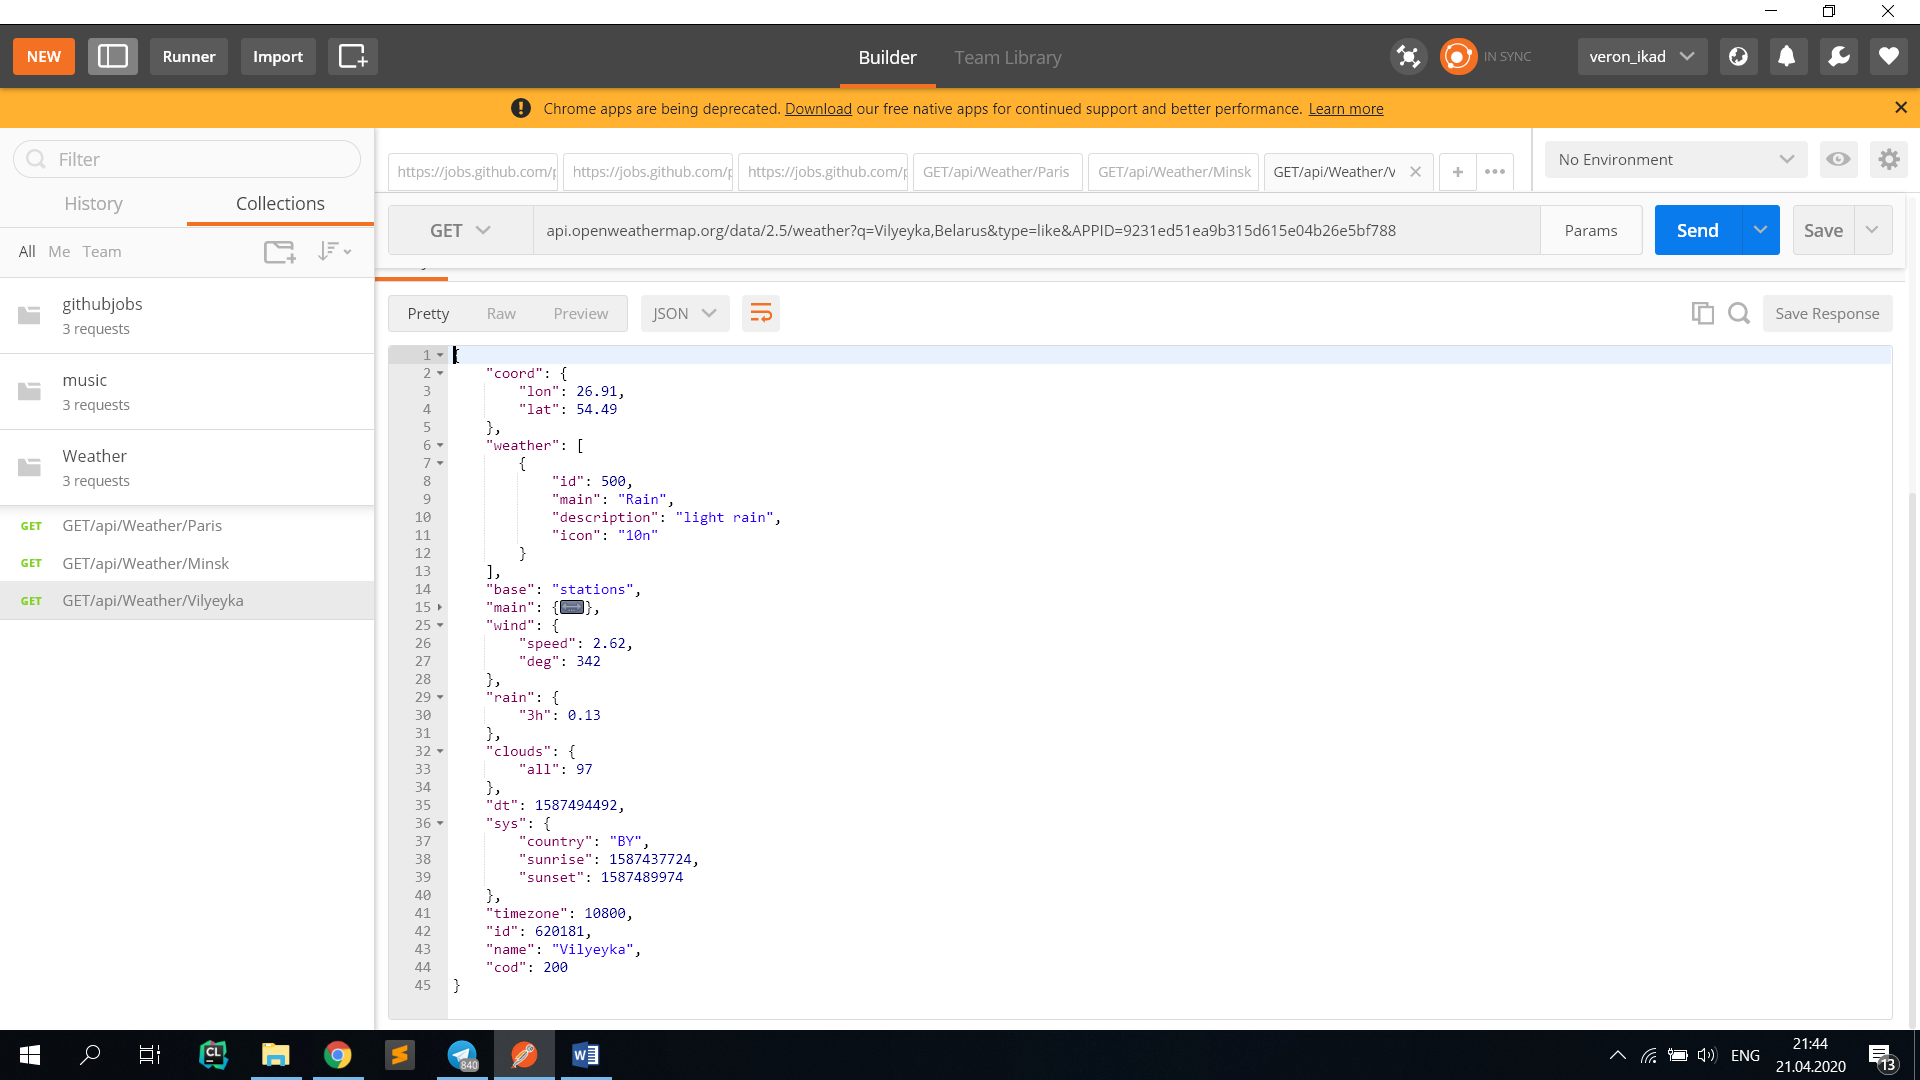 NEW
Runner
Import
Builder
Team Library
IN SYNC
veron_ikad
Chrome apps are being deprecated. Download our free native apps for continued support and better performance. Learn more
Filter
History
Collections
All
Me
Team
githubjobs
3 requests
music
3 requests
Weather
3 requests
GET GET/api/Weather/Paris
GET GET/api/Weather/Minsk
GET GET/api/Weather/Vilyeyka
https://jobs.github.com/p
https://jobs.github.com/p
https://jobs.github.com/p
GET/api/Weather/Paris
GET/api/Weather/Minsk
GET/api/Weather/V
No Environment
GET
api.openweathermap.org/data/2.5/weather?q=Vilyeyka,Belarus&type=like&APPID=9231ed51ea9b315d615e04b26e5bf788
Params
Send
Save
Pretty
Raw
Preview
JSON
Save Response
1 {
2 "coord": {
3 "lon": 26.91,
4 "lat": 54.49
5 },
6 "weather": [
7 {
8 "id": 500,
9 "main": "Rain",
10 "description": "light rain",
11 "icon": "10n"
12 }
13 ],
14 "base": "stations",
15 "main": {},
25 "wind": {
26 "speed": 2.62,
27 "deg": 342
28 },
29 "rain": {
30 "3h": 0.13
31 },
32 "clouds": {
33 "all": 97
34 },
35 "dt": 1587494492,
36 "sys": {
37 "country": "BY",
38 "sunrise": 1587437724,
39 "sunset": 1587489974
40 },
41 "timezone": 10800,
42 "id": 620181,
43 "name": "Vilyeyka",
44 "cod": 200
45 }
CL
840
ENG
21:44
21.04.2020
13